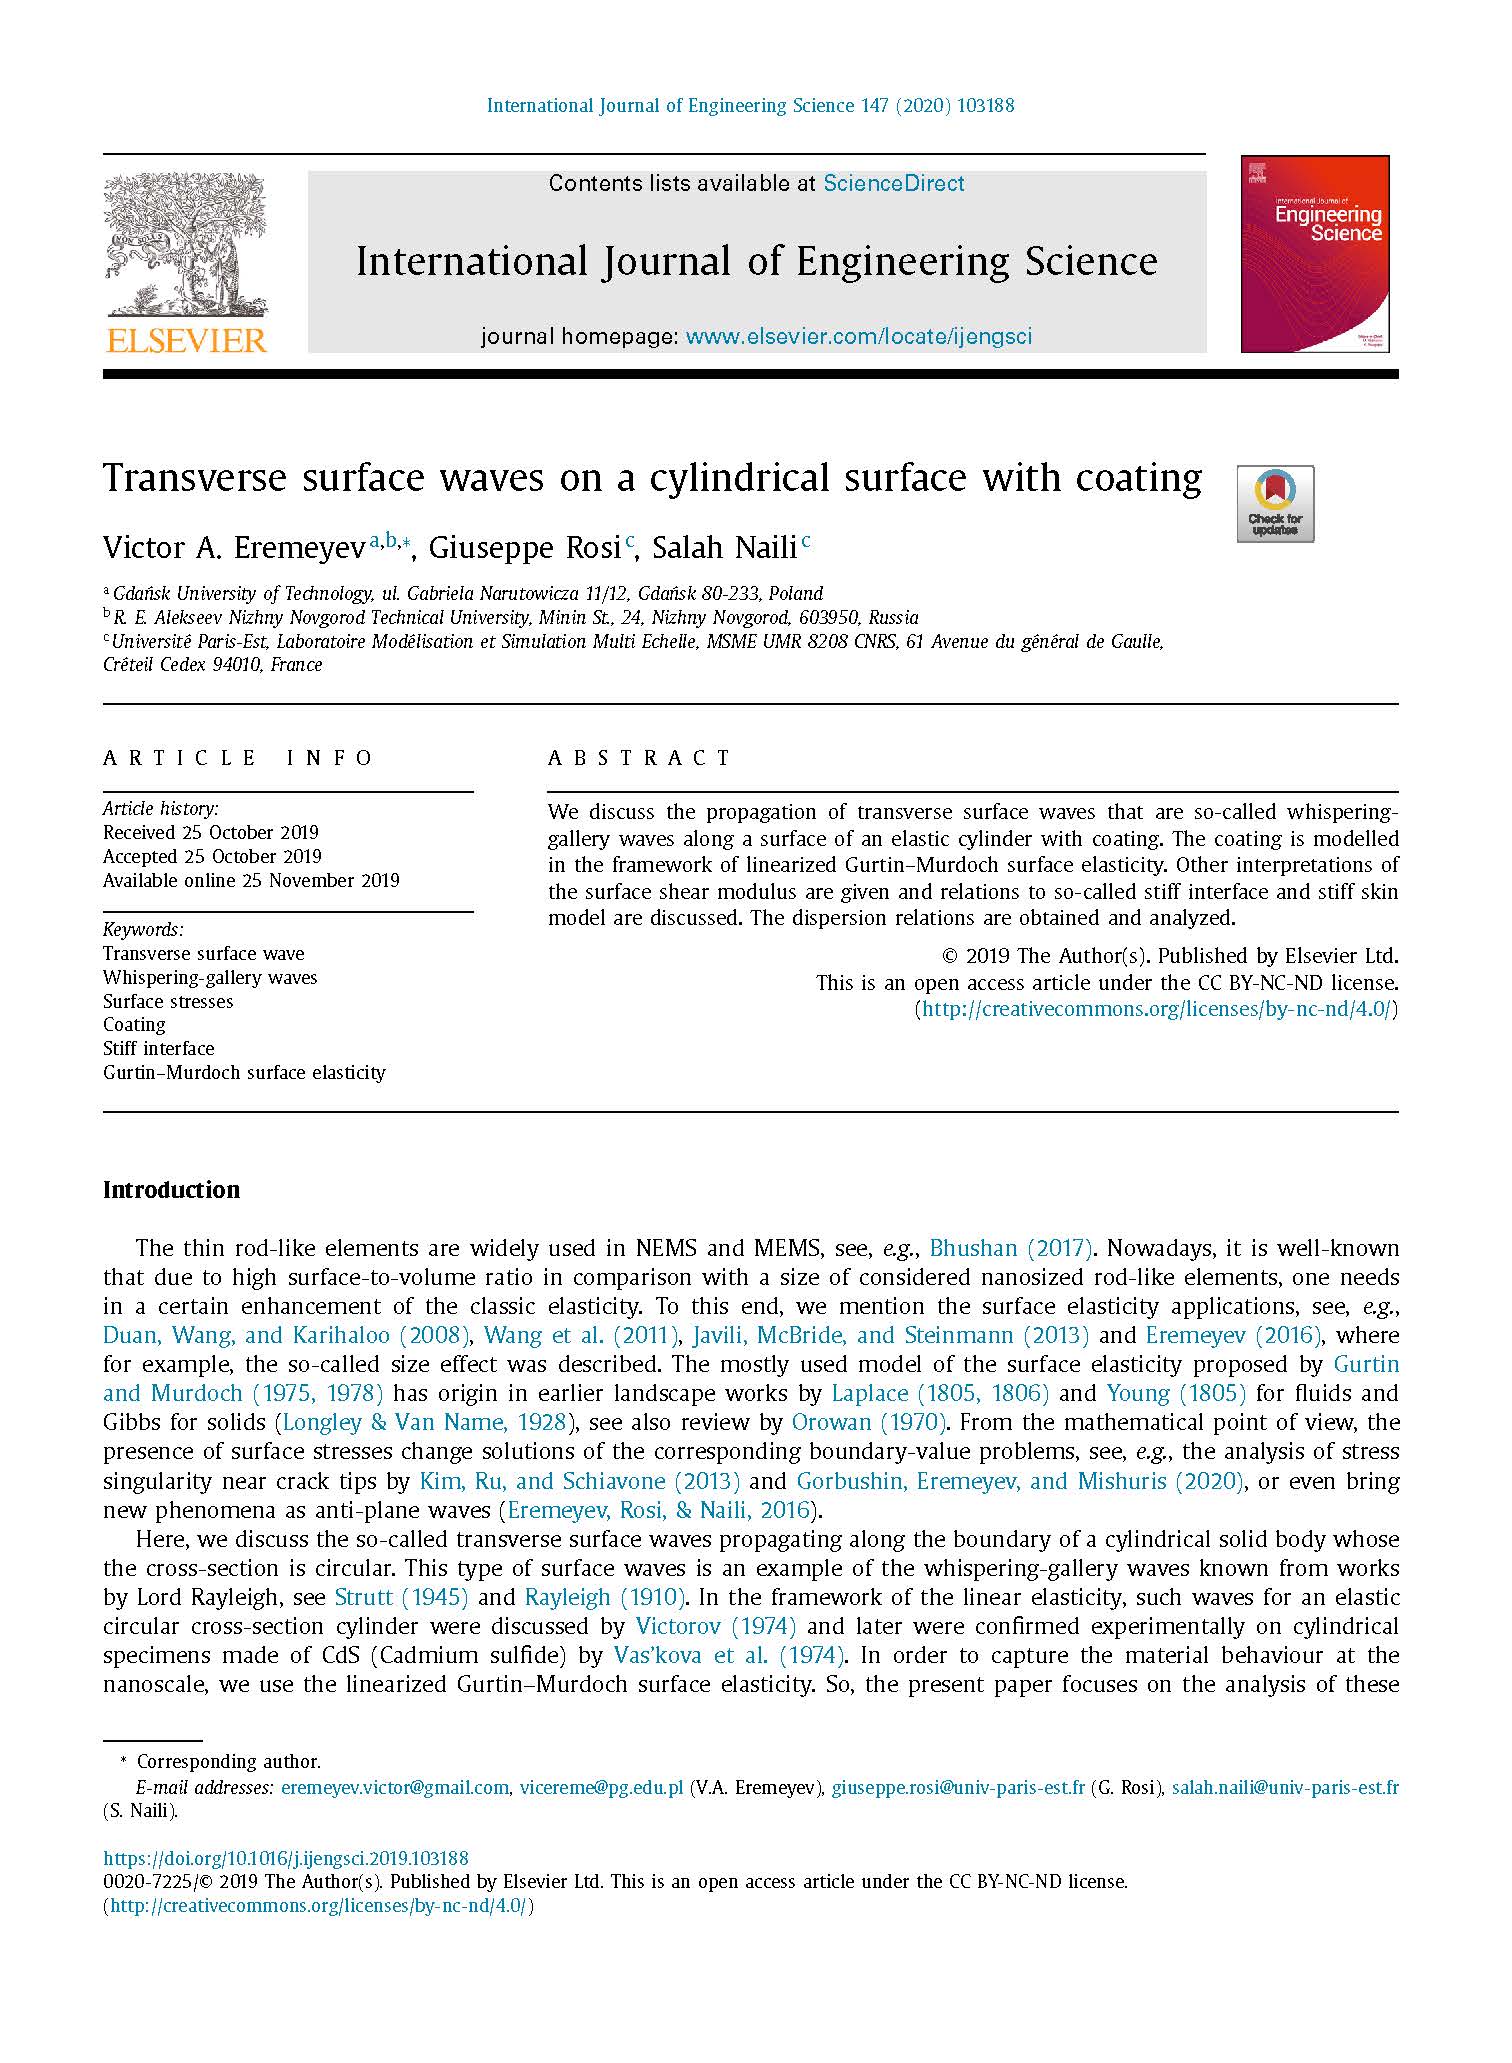 International Journal of Engineering Science 147 (2020) 103188
Contents lists available at ScienceDirect
International Journal of Engineering Science
journal homepage: www.elsevier.com/locate/ijengsci
ELSEVIER
International Journal of
Engineering
Science
Transverse surface waves on a cylindrical surface with coating
Check for
updates
Victor A. Eremeyev a,b,*, Giuseppe Rosi c, Salah Naili c
a Gdańsk University of Technology, ul. Gabriela Narutowicza 11/12, Gdańsk 80-233, Poland
b R. E. Alekseev Nizhny Novgorod Technical University, Minin St., 24, Nizhny Novgorod, 603950, Russia
c Université Paris-Est, Laboratoire Modélisation et Simulation Multi Echelle, MSME UMR 8208 CNRS, 61 Avenue du général de Gaulle,
Créteil Cedex 94010, France
ARTICLE INFO
Article history:
Received 25 October 2019
Accepted 25 October 2019
Available online 25 November 2019
Keywords:
Transverse surface wave
Whispering-gallery waves
Surface stresses
Coating
Stiff interface
Gurtin–Murdoch surface elasticity
ABSTRACT
We discuss the propagation of transverse surface waves that are so-called whispering-
gallery waves along a surface of an elastic cylinder with coating. The coating is modelled
in the framework of linearized Gurtin–Murdoch surface elasticity. Other interpretations of
the surface shear modulus are given and relations to so-called stiff interface and stiff skin
model are discussed. The dispersion relations are obtained and analyzed.
© 2019 The Author(s). Published by Elsevier Ltd.
This is an open access article under the CC BY-NC-ND license.
(http://creativecommons.org/licenses/by-nc-nd/4.0/)
Introduction
The thin rod-like elements are widely used in NEMS and MEMS, see, e.g., Bhushan (2017). Nowadays, it is well-known
that due to high surface-to-volume ratio in comparison with a size of considered nanosized rod-like elements, one needs
in a certain enhancement of the classic elasticity. To this end, we mention the surface elasticity applications, see, e.g.,
Duan, Wang, and Karihaloo (2008), Wang et al. (2011), Javili, McBride, and Steinmann (2013) and Eremeyev (2016), where
for example, the so-called size effect was described. The mostly used model of the surface elasticity proposed by Gurtin
and Murdoch (1975, 1978) has origin in earlier landscape works by Laplace (1805, 1806) and Young (1805) for fluids and
Gibbs for solids (Longley & Van Name, 1928), see also review by Orowan (1970). From the mathematical point of view, the
presence of surface stresses change solutions of the corresponding boundary-value problems, see, e.g., the analysis of stress
singularity near crack tips by Kim, Ru, and Schiavone (2013) and Gorbushin, Eremeyev, and Mishuris (2020), or even bring
new phenomena as anti-plane waves (Eremeyev, Rosi, & Naili, 2016).
Here, we discuss the so-called transverse surface waves propagating along the boundary of a cylindrical solid body whose
the cross-section is circular. This type of surface waves is an example of the whispering-gallery waves known from works
by Lord Rayleigh, see Strutt (1945) and Rayleigh (1910). In the framework of the linear elasticity, such waves for an elastic
circular cross-section cylinder were discussed by Victorov (1974) and later were confirmed experimentally on cylindrical
specimens made of CdS (Cadmium sulfide) by Vas'kova et al. (1974). In order to capture the material behaviour at the
nanoscale, we use the linearized Gurtin–Murdoch surface elasticity. So, the present paper focuses on the analysis of these
* Corresponding author.
E-mail addresses: eremeyev.victor@gmail.com, vicereme@pg.edu.pl (V.A. Eremeyev), giuseppe.rosi@univ-paris-est.fr (G. Rosi), salah.naili@univ-paris-est.fr
(S. Naili).
https://doi.org/10.1016/j.ijengsci.2019.103188
0020-7225/© 2019 The Author(s). Published by Elsevier Ltd. This is an open access article under the CC BY-NC-ND license.
(http://creativecommons.org/licenses/by-nc-nd/4.0/)